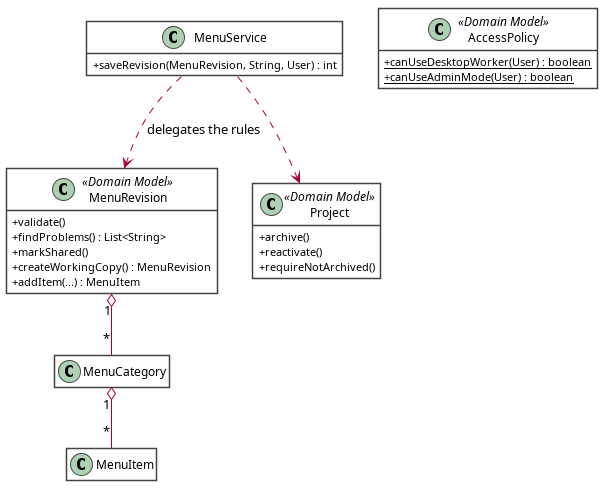 C MenuService
+saveRevision(MenuRevision, String, User) : int
C «Domain Model»
AccessPolicy
+canUseDesktopWorker(User) : boolean
+canUseAdminMode(User) : boolean
delegates the rules
C «Domain Model»
MenuRevision
+validate()
+findProblems() : List<String>
+markShared()
+createWorkingCopy() : MenuRevision
+addItem(...) : MenuItem
C «Domain Model»
Project
+archive()
+reactivate()
+requireNotArchived()
1
*
C MenuCategory
1
*
C MenuItem